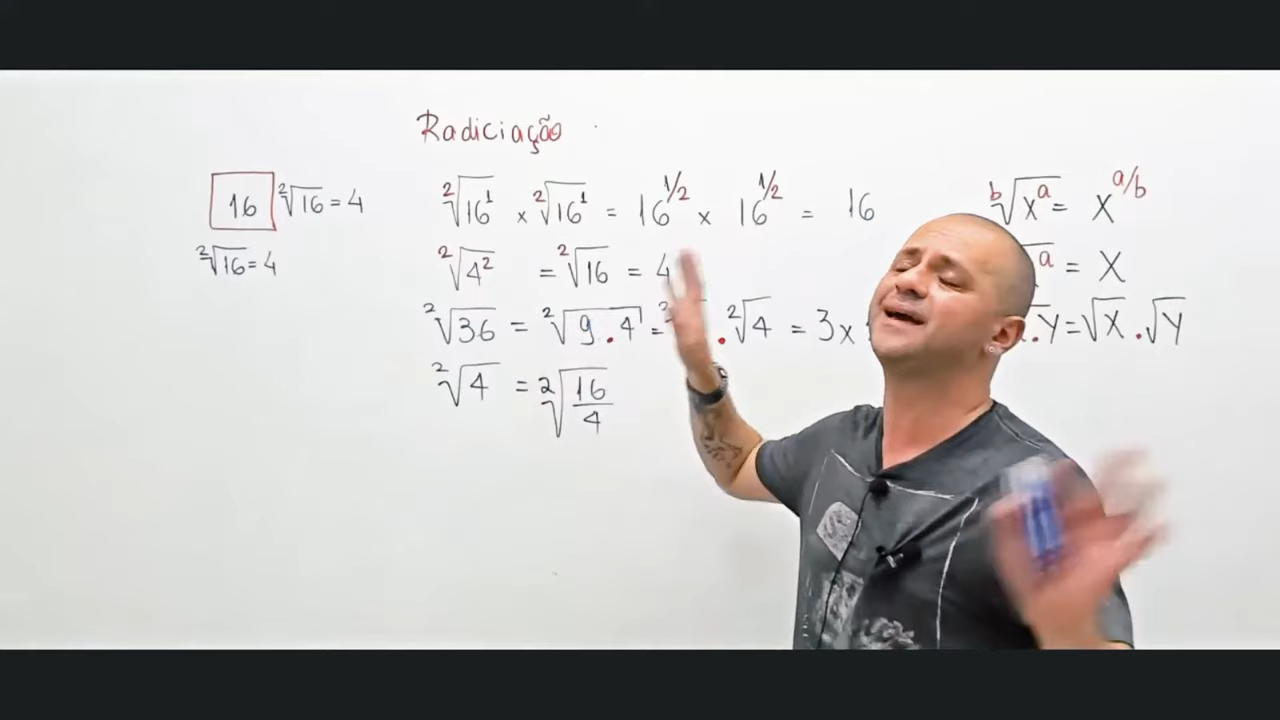 Radiciação
16 ²√16 = 4
²√16 = 4
²√16¹ x ²√16¹ = 16^1/2 x 16^1/2 = 16
²√4² = ²√16 = 4
²√36 = ²√9 . 4 = . ²√4 = 3 x
²√4 = ²√16/4
ᵇ√xᵃ = x^a/b
a = x
. y = √x . √y